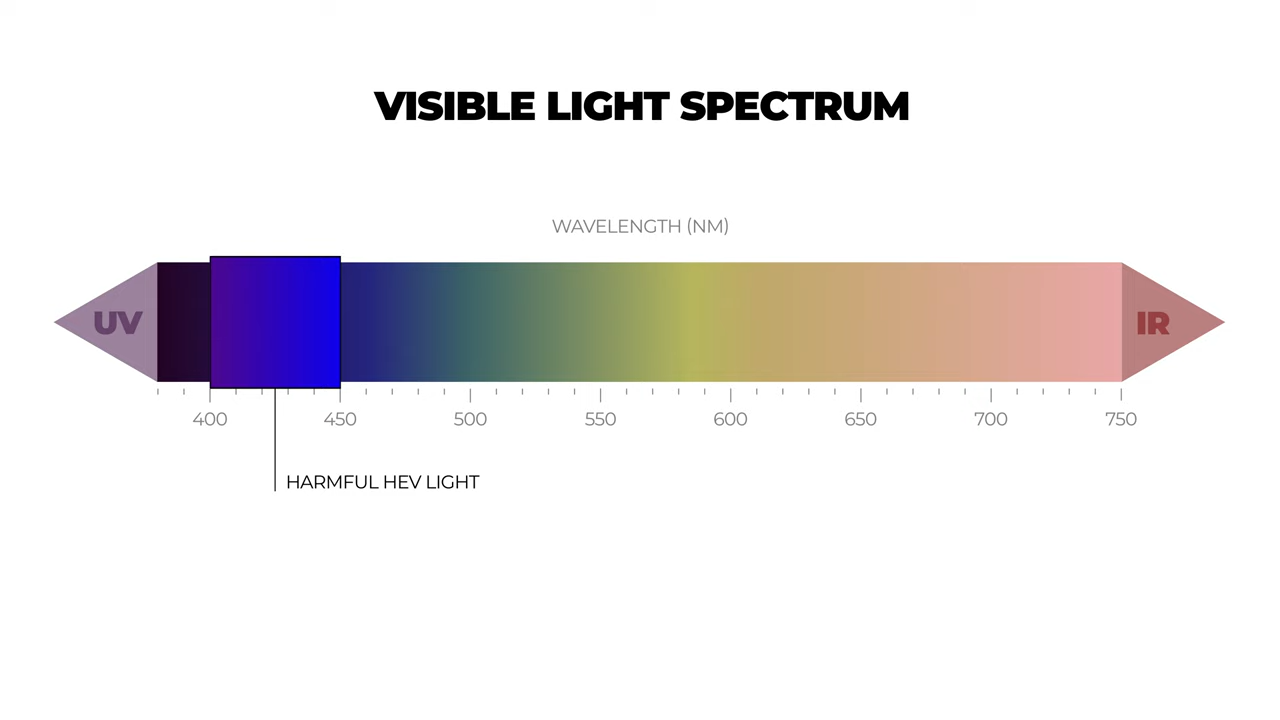 VISIBLE LIGHT SPECTRUM
WAVELENGTH (NM)
UV
IR
400 450 500 550 600 650 700 750
HARMFUL HEV LIGHT